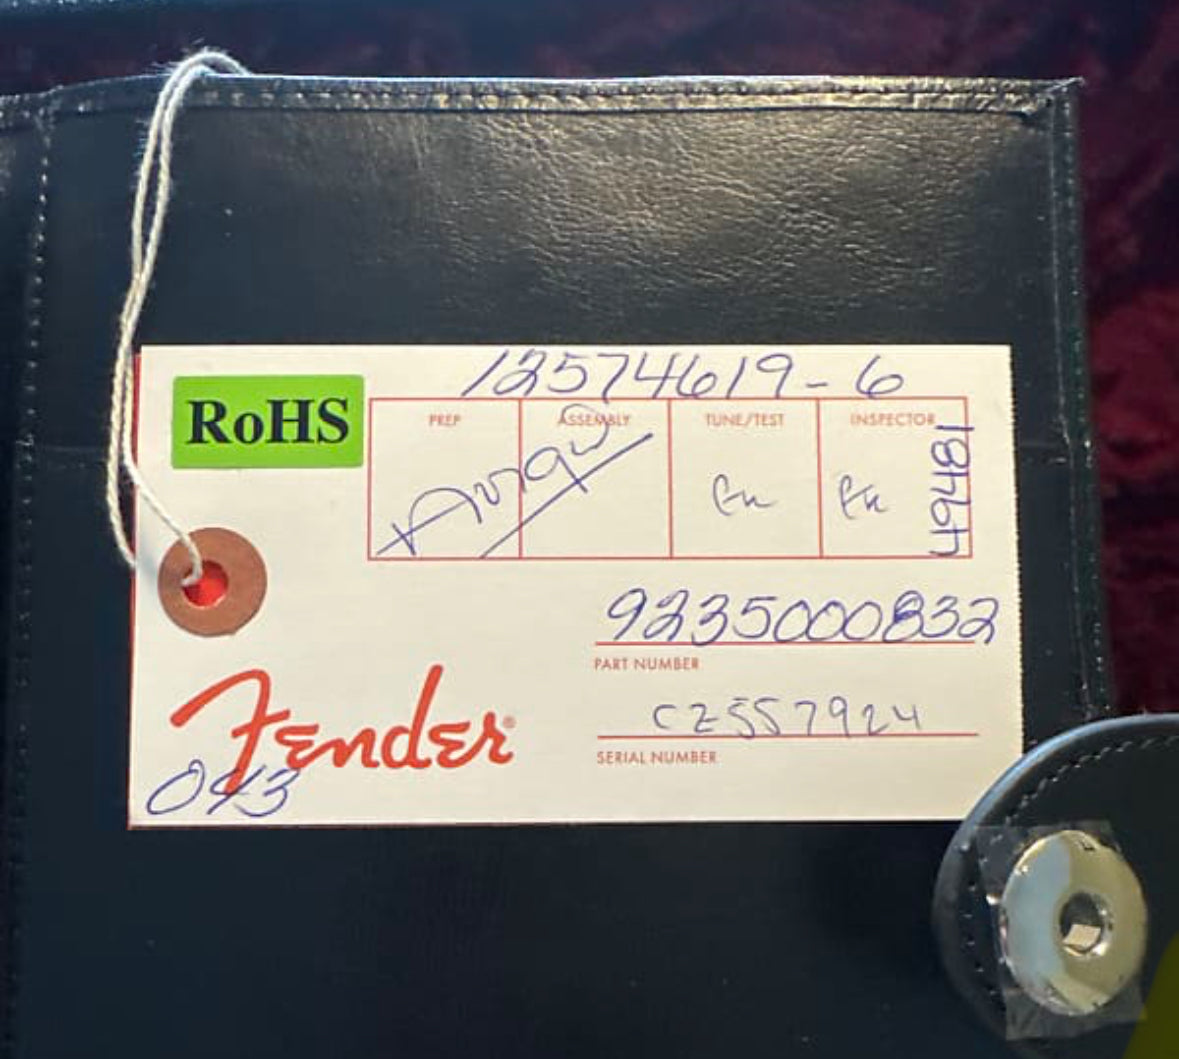 12574619-6
RoHS
PREP ASSEMBLY TUNE/TEST INSPECTOR
49481
9235000832
PART NUMBER
CZ557924
SERIAL NUMBER
Fender®
043